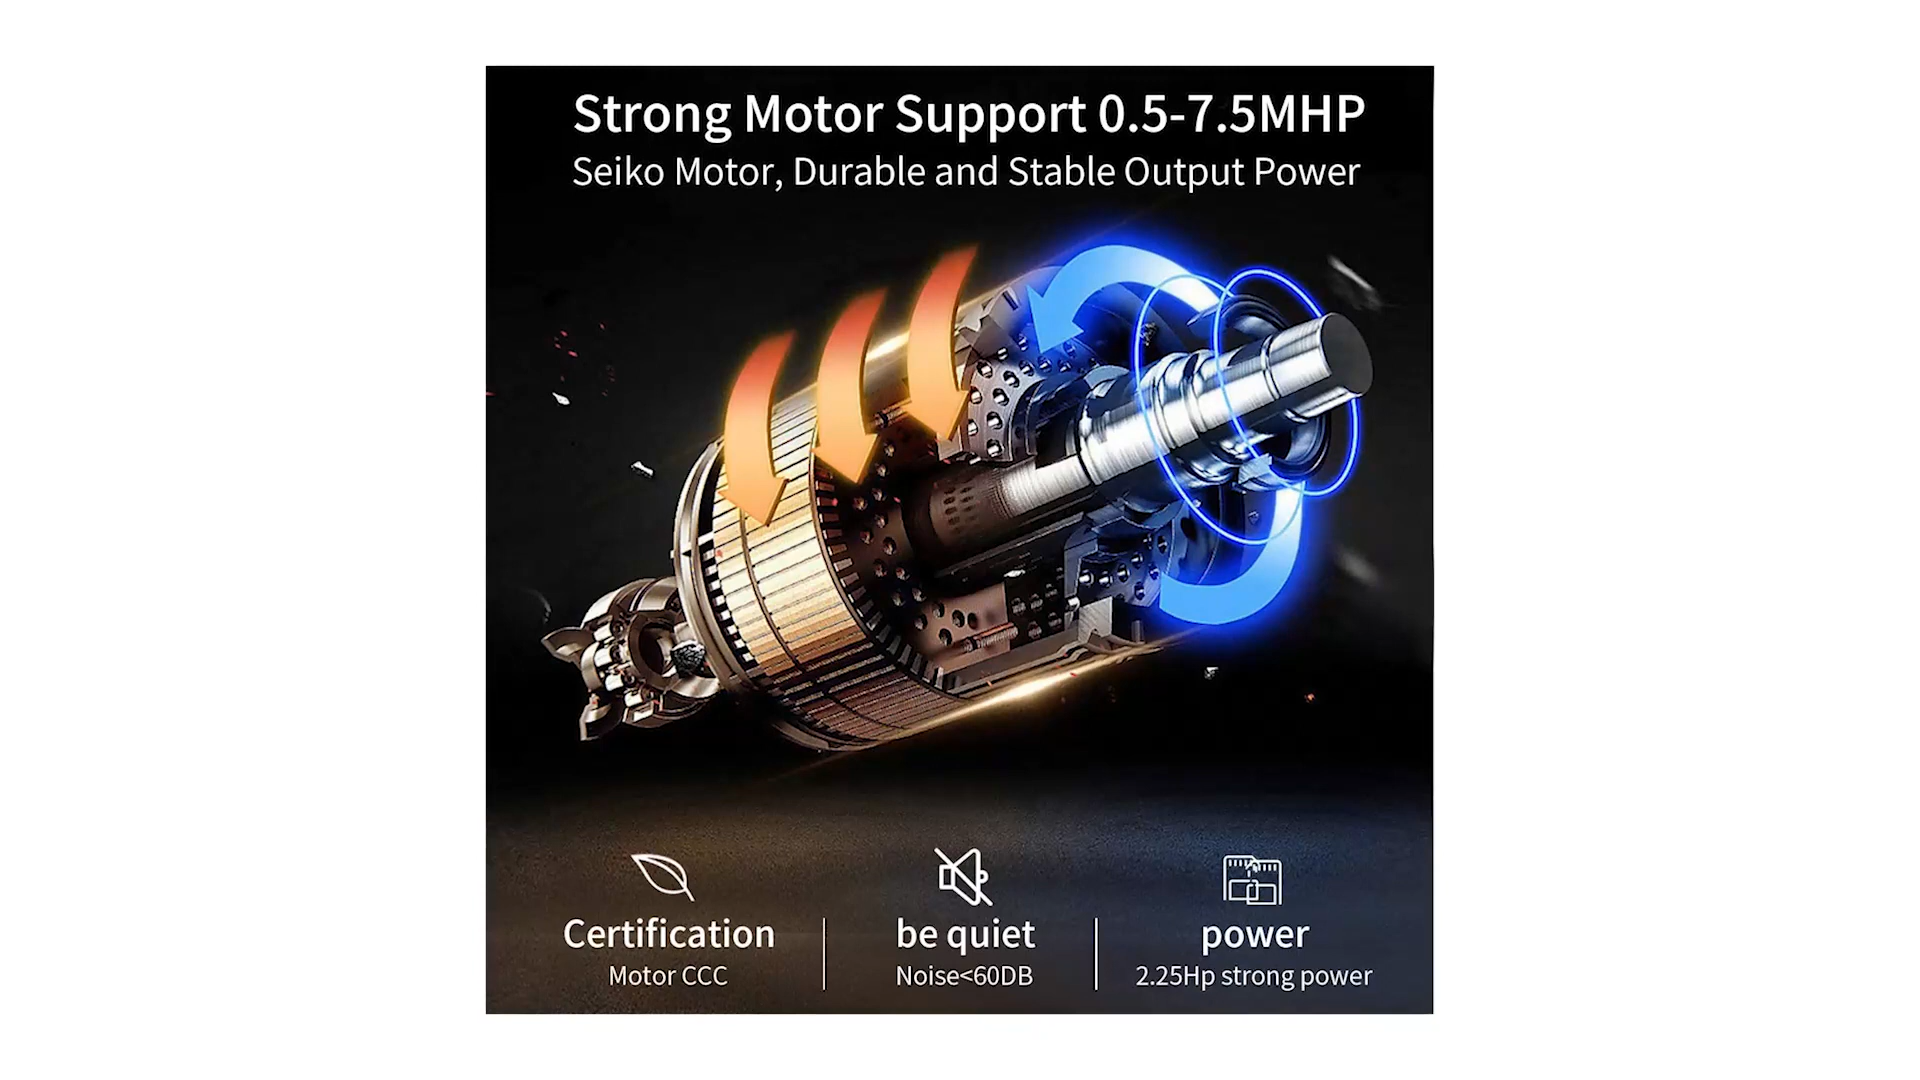 Strong Motor Support 0.5-7.5MHP
Seiko Motor, Durable and Stable Output Power
Certification
Motor CCC
be quiet
Noise<60DB
power
2.25Hp strong power